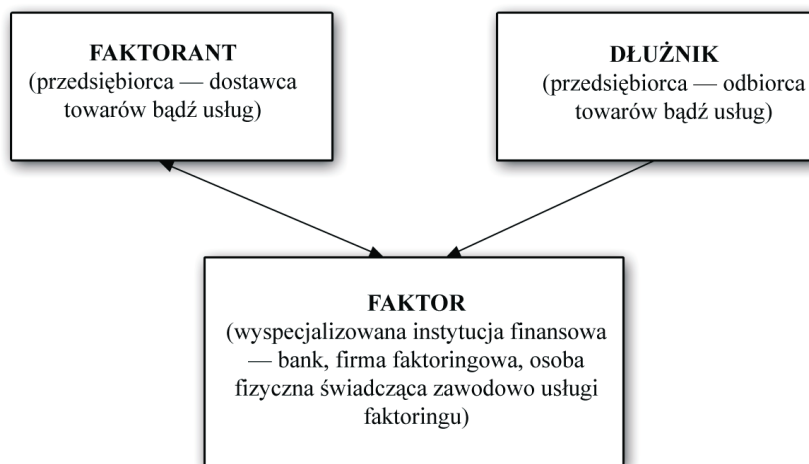 FAKTORANT
(przedsiębiorca — dostawca
towarów bądź usług)
DŁUŻNIK
(przedsiębiorca — odbiorca
towarów bądź usług)
FAKTOR
(wyspecjalizowana instytucja finansowa
— bank, firma faktoringowa, osoba
fizyczna świadcząca zawodowo usługi
faktoringu)